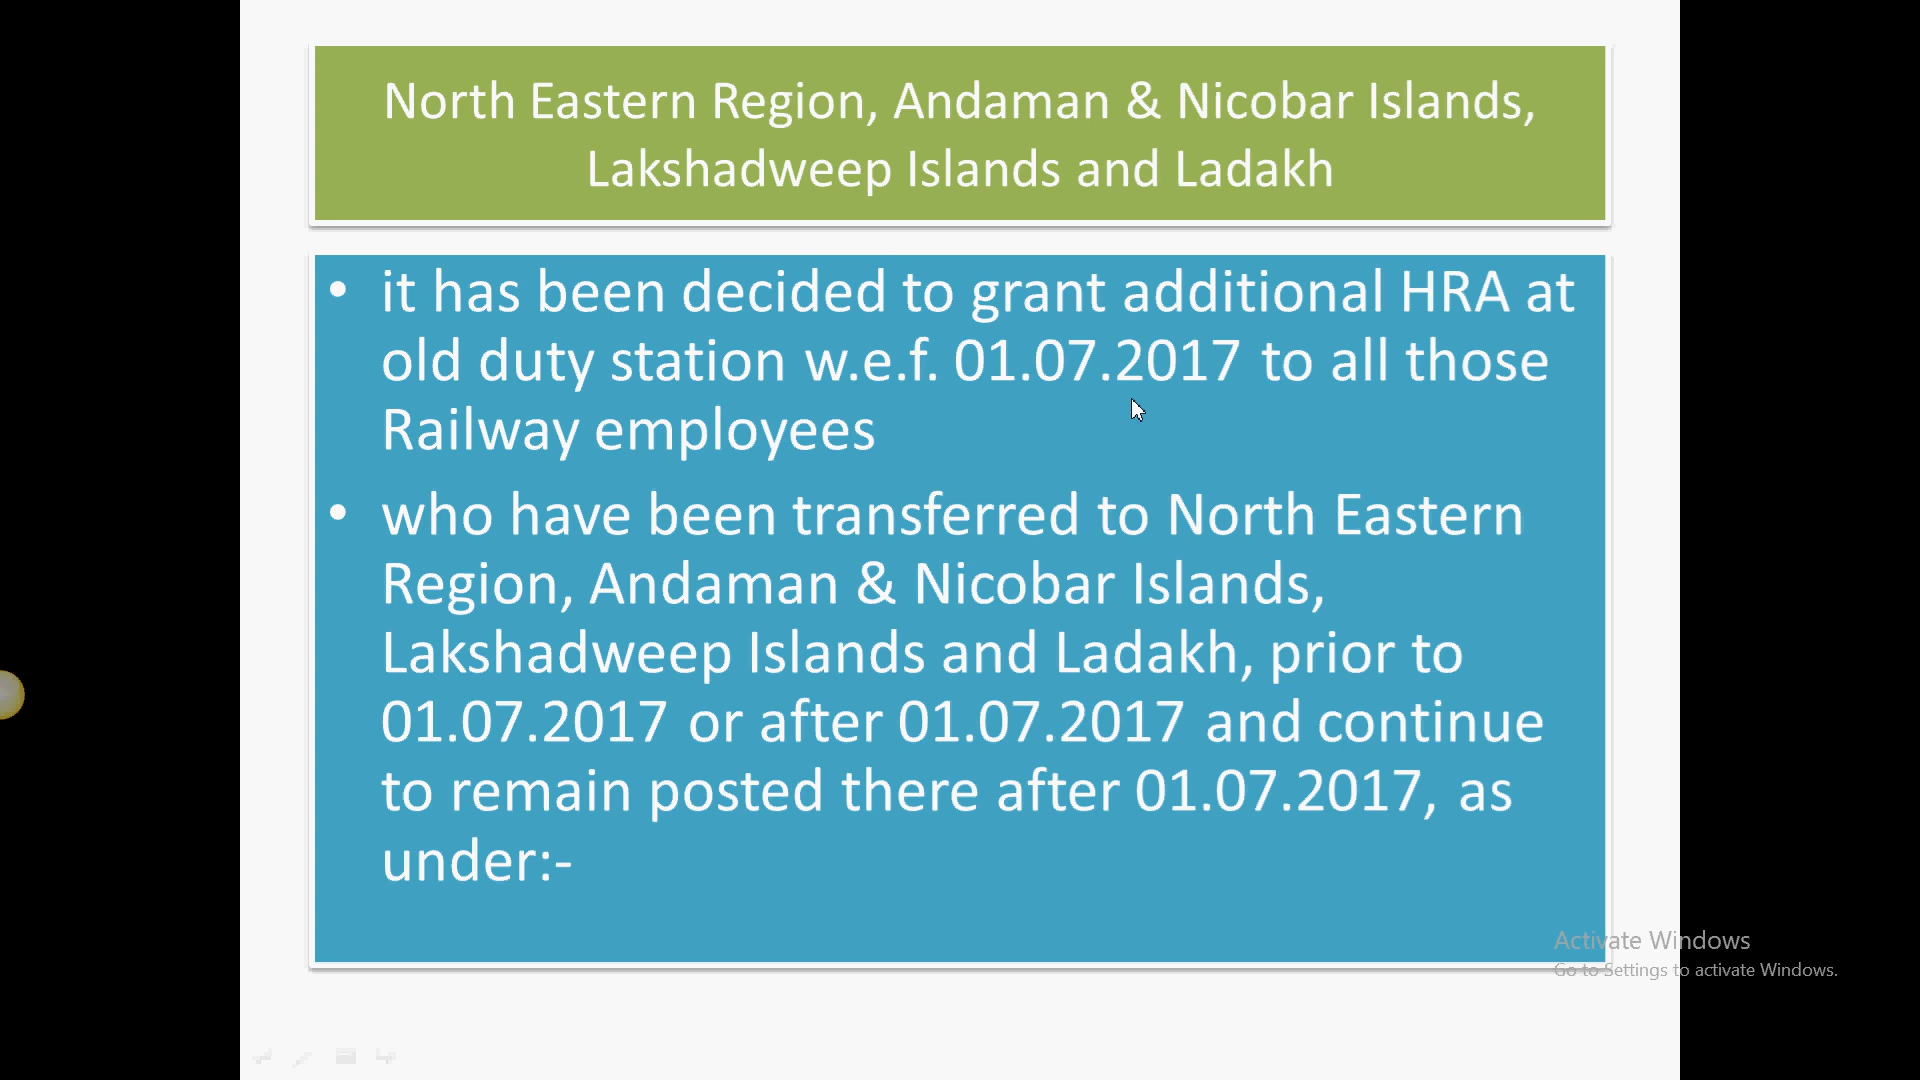 North Eastern Region, Andaman & Nicobar Islands,
Lakshadweep Islands and Ladakh
• it has been decided to grant additional HRA at
old duty station w.e.f. 01.07.2017 to all those
Railway employees
• who have been transferred to North Eastern
Region, Andaman & Nicobar Islands,
Lakshadweep Islands and Ladakh, prior to
01.07.2017 or after 01.07.2017 and continue
to remain posted there after 01.07.2017, as
under:-
Activate Windows
Go to Settings to activate Windows.